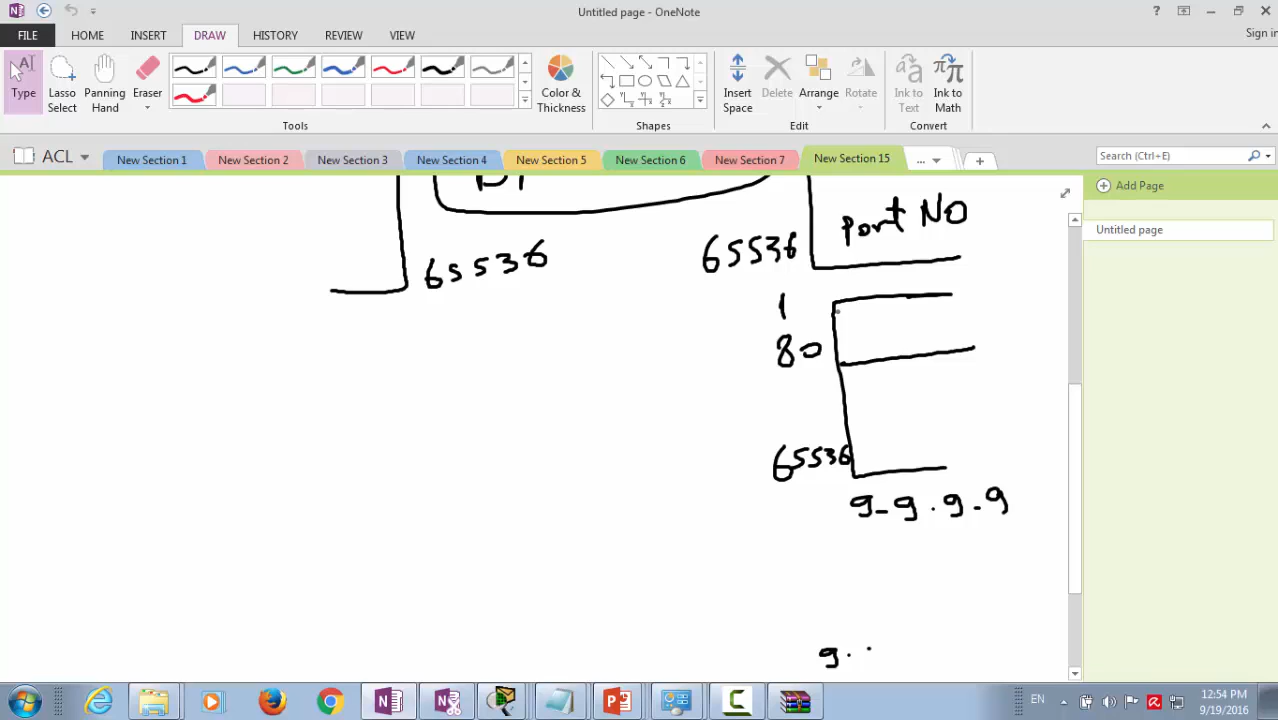 Untitled page - OneNote
FILE HOME INSERT DRAW HISTORY REVIEW VIEW Sign in
Type Lasso Select Panning Hand Eraser Color & Thickness Insert Space Delete Arrange Rotate Ink to Text Ink to Math
Tools Shapes Edit Convert
ACL New Section 1 New Section 2 New Section 3 New Section 4 New Section 5 New Section 6 New Section 7 New Section 15 ... Search (Ctrl+E)
Add Page
Untitled page
Port NO
65536 65536
1
80
65536
9-9.9-9
9..
EN 12:54 PM
9/19/2016